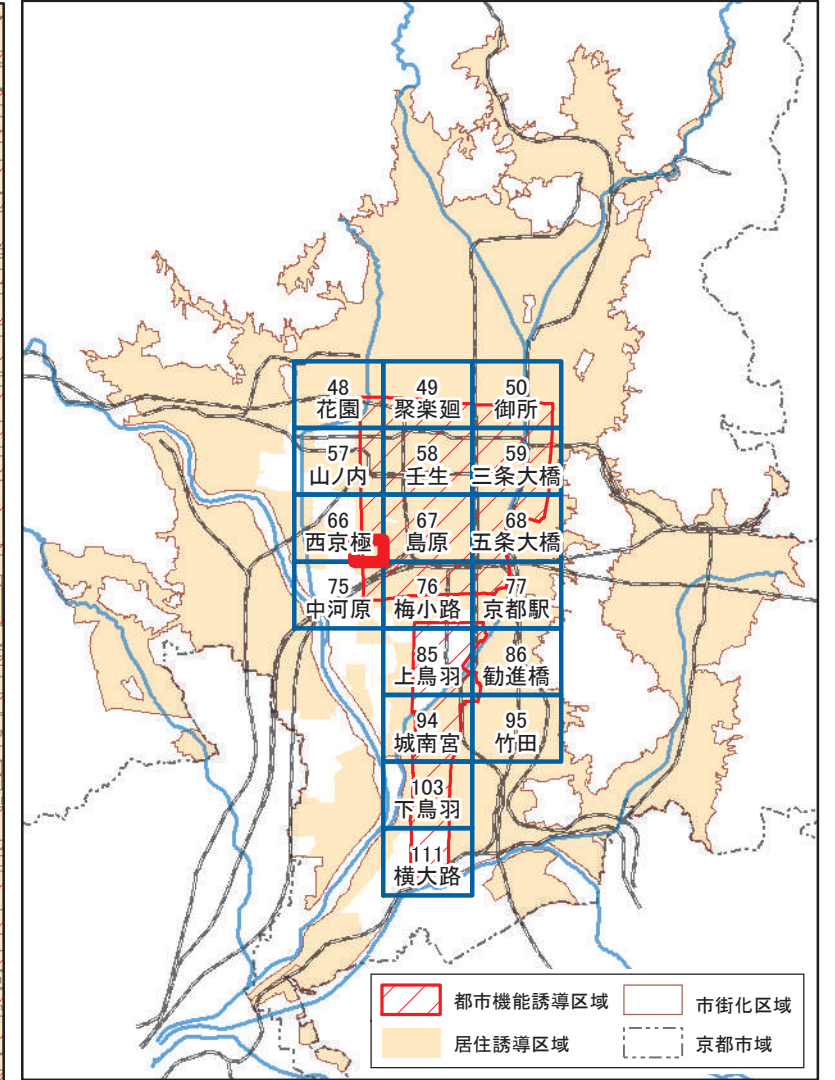 48
花園
49
聚楽廻
50
御所
57
山ノ内
58
壬生
59
三条大橋
66
西京極
67
島原
68
五条大橋
75
中河原
76
梅小路
77
京都駅
85
上鳥羽
86
勧進橋
94
城南宮
95
竹田
103
下鳥羽
111
横大路
都市機能誘導区域
市街化区域
居住誘導区域
京都市域